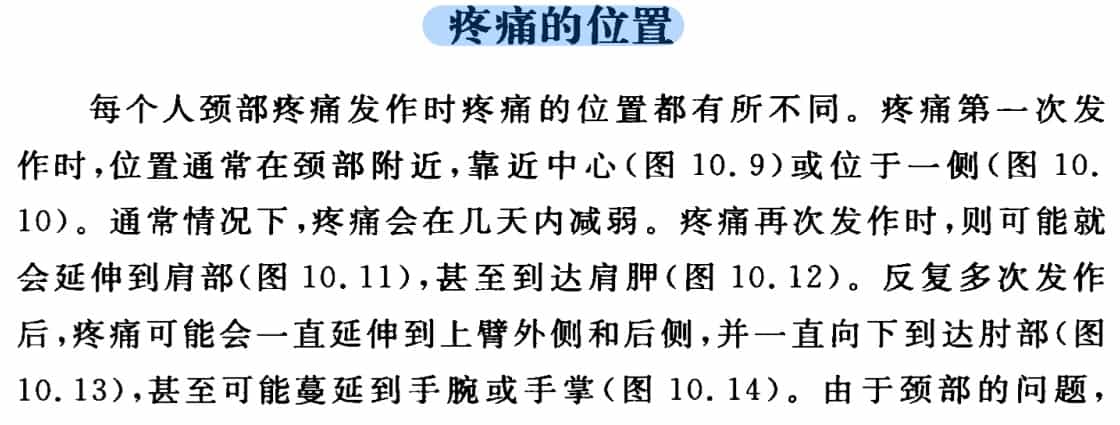 疼痛的位置
每个人颈部疼痛发作时疼痛的位置都有所不同。疼痛第一次发
作时,位置通常在颈部附近,靠近中心(图 10.9)或位于一侧(图 10.
10)。通常情况下,疼痛会在几天内减弱。疼痛再次发作时,则可能就
会延伸到肩部(图 10.11),甚至到达肩胛(图 10.12)。反复多次发作
后,疼痛可能会一直延伸到上臂外侧和后侧,并一直向下到达肘部(图
10.13),甚至可能蔓延到手腕或手掌(图 10.14)。由于颈部的问题,